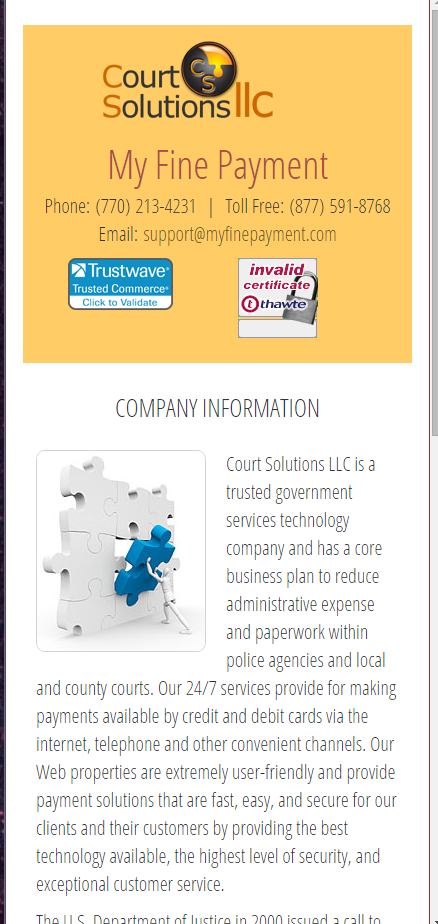 Court
Solutions llc
CS
S
My Fine Payment
Phone: (770) 213-4231 | Toll Free: (877) 591-8768
Email: support@myfinepayment.com
Trustwave®
Trusted Commerce®
Click to Validate
invalid
certificate
t thawte
COMPANY INFORMATION
Court Solutions LLC is a
trusted government
services technology
company and has a core
business plan to reduce
administrative expense
and paperwork within
police agencies and local
and county courts. Our 24/7 services provide for making
payments available by credit and debit cards via the
internet, telephone and other convenient channels. Our
Web properties are extremely user-friendly and provide
payment solutions that are fast, easy, and secure for our
clients and their customers by providing the best
technology available, the highest level of security, and
exceptional customer service.
The U.S. Department of Justice in 2000 issued a call to